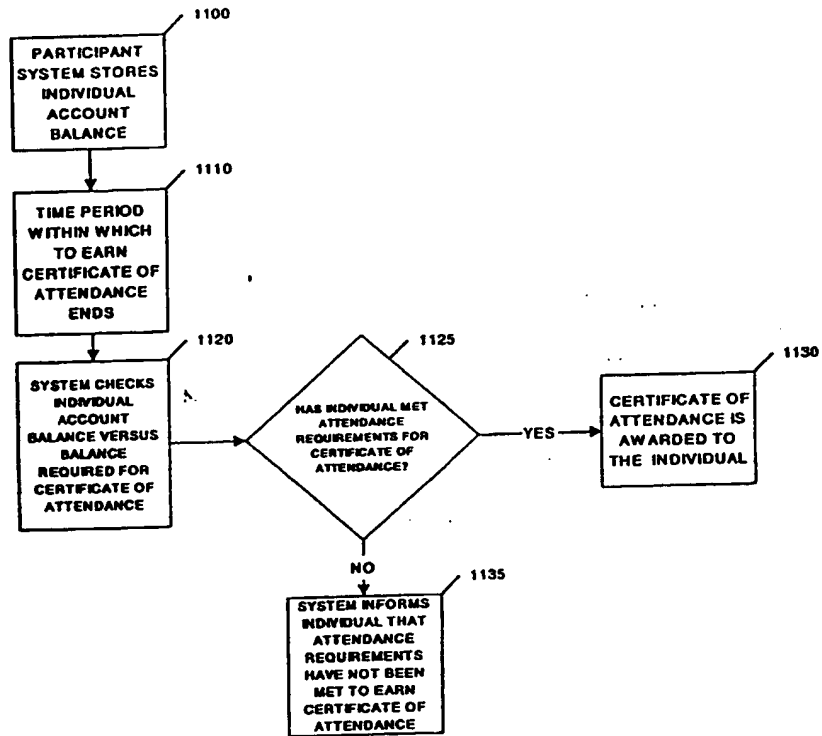 1100
PARTICIPANT
SYSTEM STORES
INDIVIDUAL
ACCOUNT
BALANCE
1110
TIME PERIOD
WITHIN WHICH
TO EARN
CERTIFICATE OF
ATTENDANCE
ENDS
1120
SYSTEM CHECKS
INDIVIDUAL
ACCOUNT
BALANCE VERSUS
BALANCE
REQUIRED FOR
CERTIFICATE OF
ATTENDANCE
1125
HAS INDIVIDUAL MET
ATTENDANCE
REQUIREMENTS FOR
CERTIFICATE OF
ATTENDANCE?
YES
1130
CERTIFICATE OF
ATTENDANCE IS
AWARDED TO
THE INDIVIDUAL
NO
1135
SYSTEM INFORMS
INDIVIDUAL THAT
ATTENDANCE
REQUIREMENTS
HAVE NOT BEEN
MET TO EARN
CERTIFICATE OF
ATTENDANCE